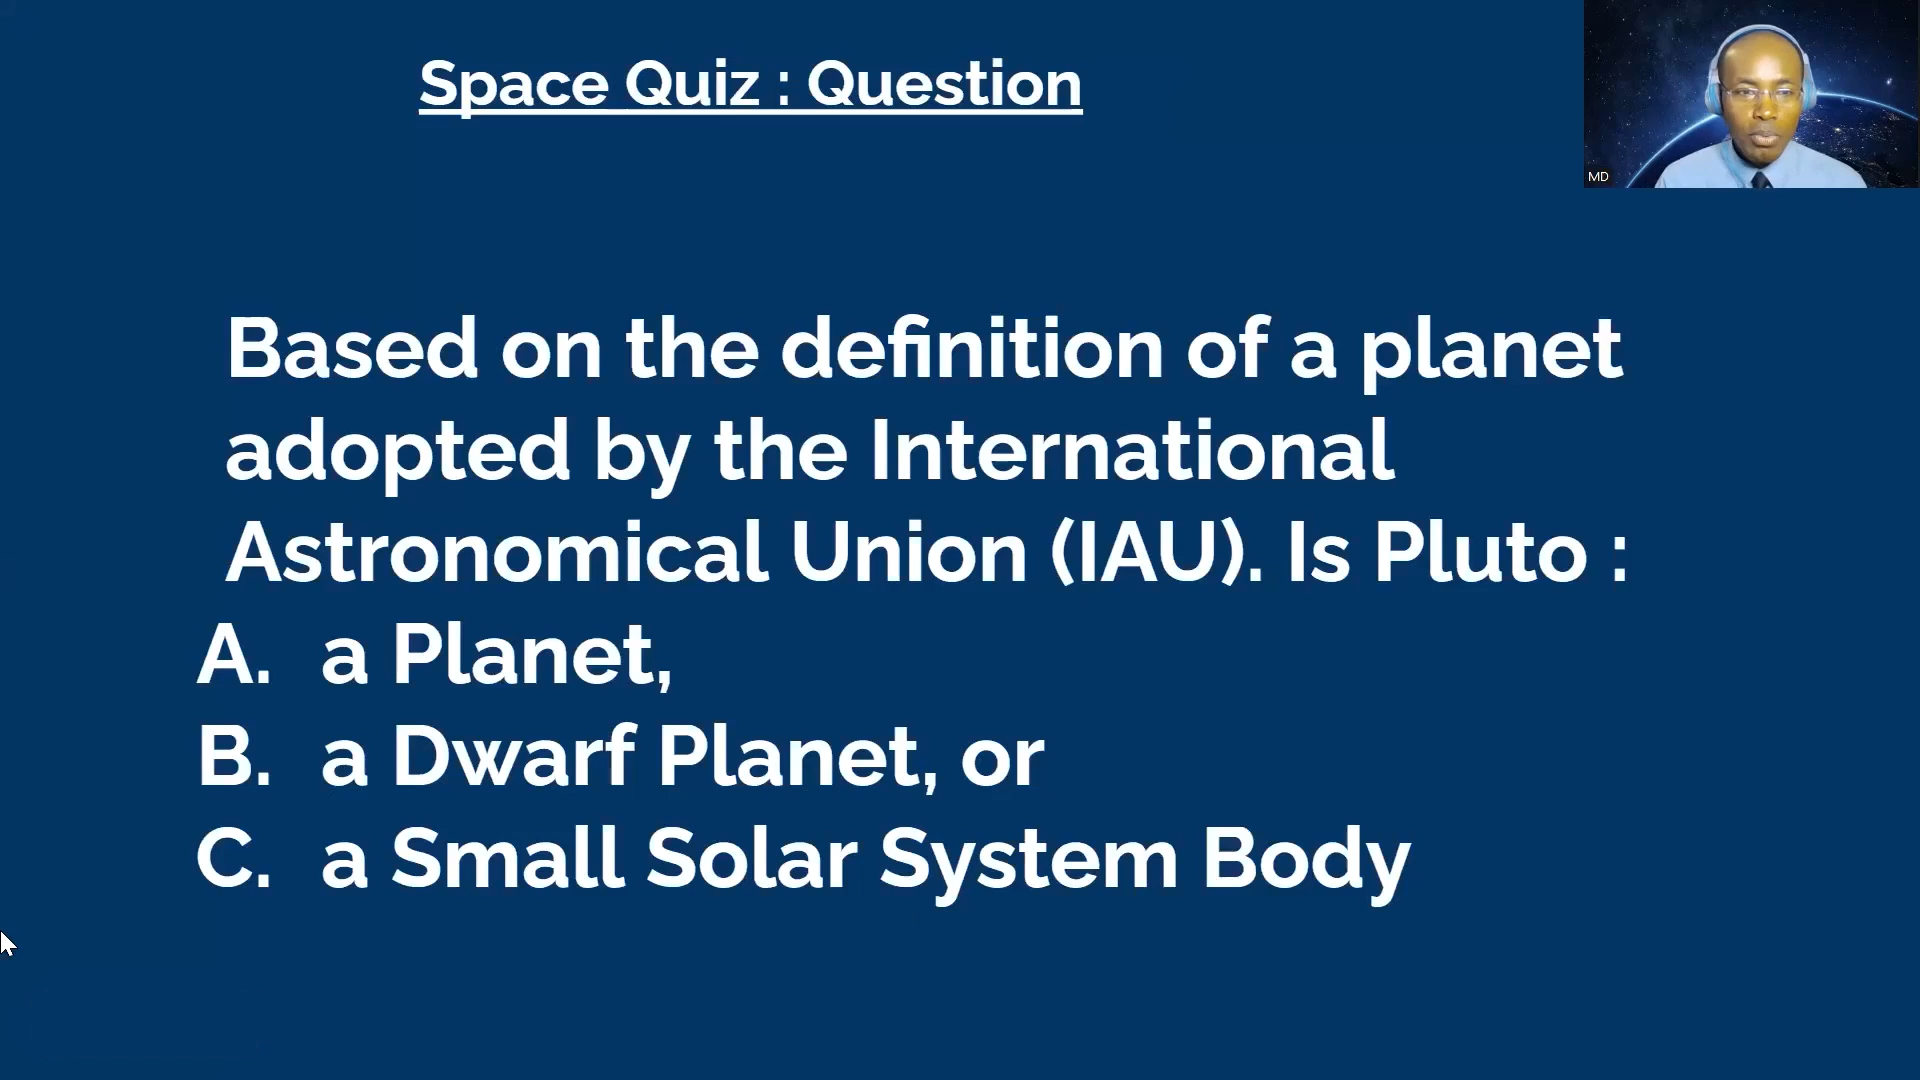 Space Quiz : Question
MD
Based on the definition of a planet
adopted by the International
Astronomical Union (IAU). Is Pluto :
A. a Planet,
B. a Dwarf Planet, or
C. a Small Solar System Body